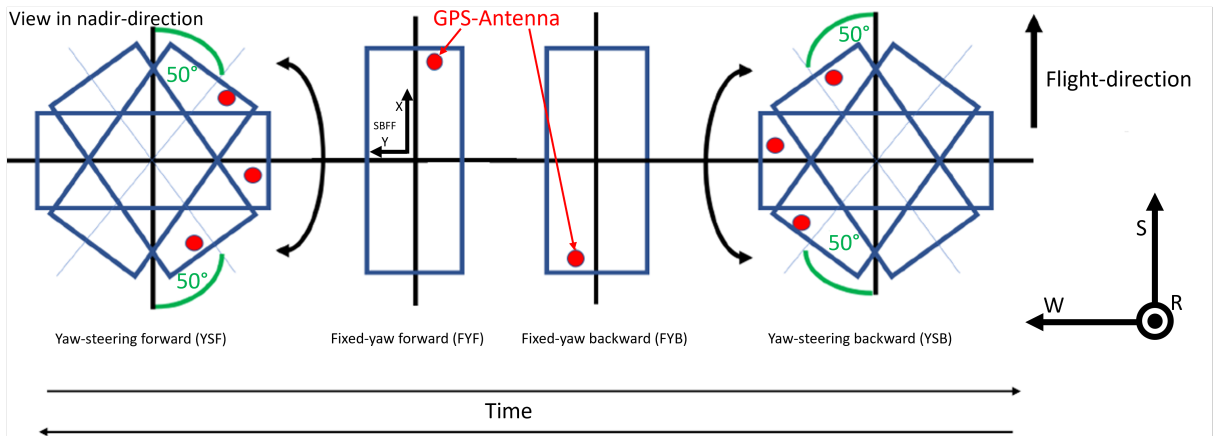 View in nadir-direction
GPS-Antenna
50°
50°
50°
50°
X
SBFF
Y
Flight-direction
S
W
R
Yaw-steering forward (YSF)
Fixed-yaw forward (FYF)
Fixed-yaw backward (FYB)
Yaw-steering backward (YSB)
Time